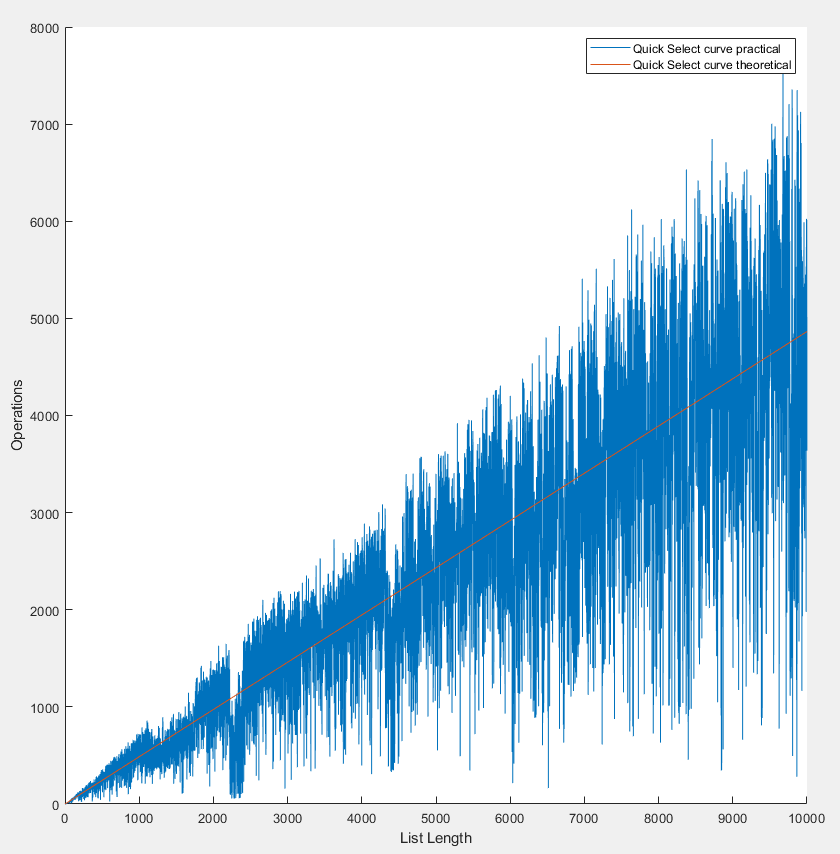 8000
7000
6000
5000
4000
3000
2000
1000
0
Operations
Quick Select curve practical
Quick Select curve theoretical
0 1000 2000 3000 4000 5000 6000 7000 8000 9000 10000
List Length